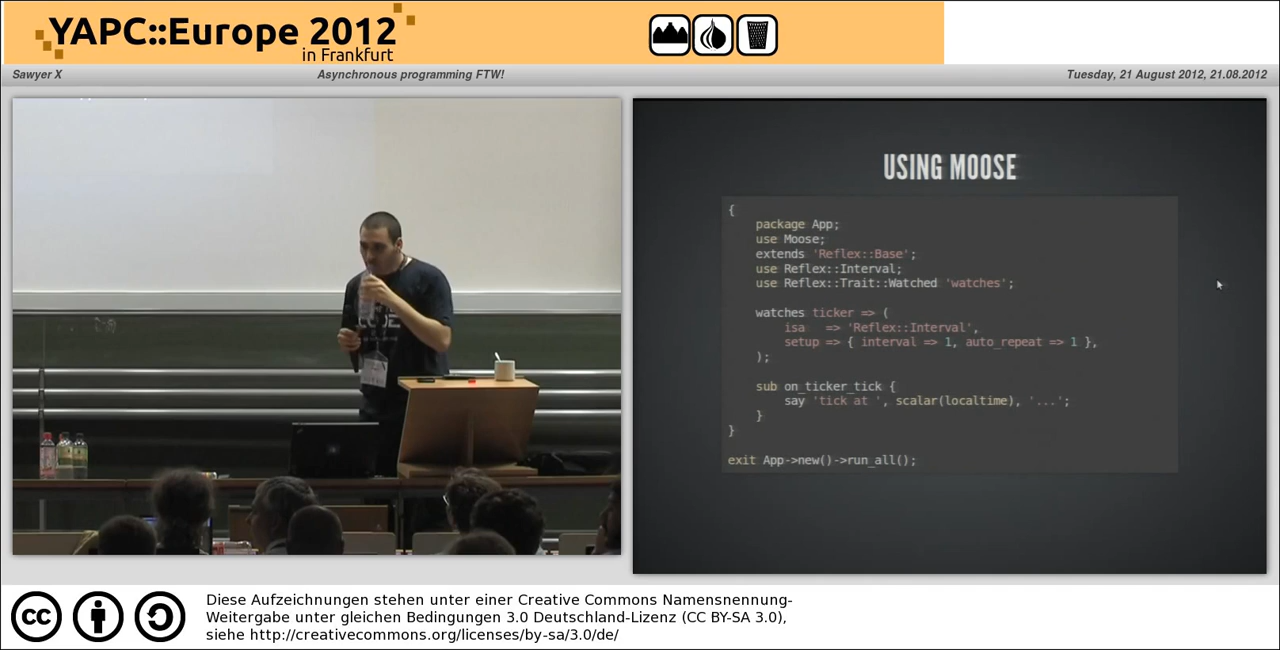 YAPC::Europe 2012
in Frankfurt
Sawyer X
Asynchronous programming FTW!
Tuesday, 21 August 2012, 21.08.2012
USING MOOSE
{
    package App;
    use Moose;
    extends 'Reflex::Base';
    use Reflex::Interval;
    use Reflex::Trait::Watched 'watches';
    watches ticker => (
        isa   => 'Reflex::Interval',
        setup => { interval => 1, auto_repeat => 1 },
    );
    sub on_ticker_tick {
        say 'tick at ', scalar(localtime), '...';
    }
}
exit App->new()->run_all();
cc
Diese Aufzeichnungen stehen unter einer Creative Commons Namensnennung-
Weitergabe unter gleichen Bedingungen 3.0 Deutschland-Lizenz (CC BY-SA 3.0),
siehe http://creativecommons.org/licenses/by-sa/3.0/de/